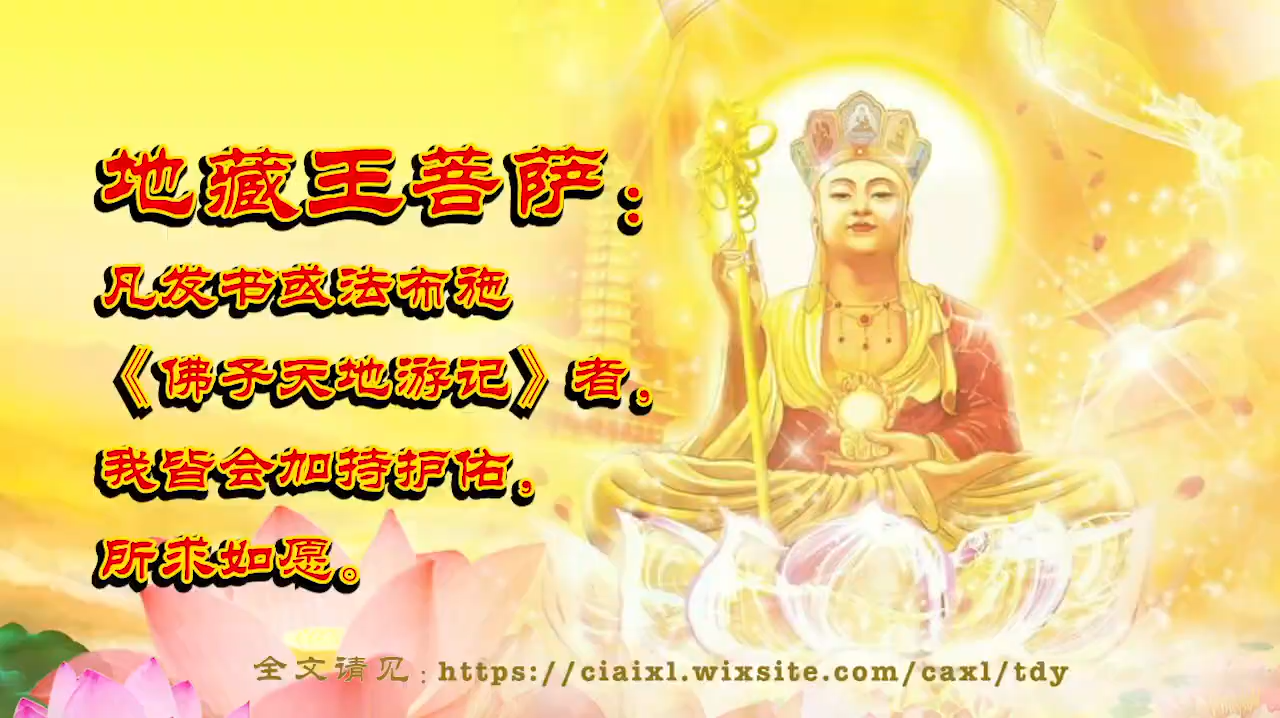 地藏王菩萨：
凡发书或法布施
《佛子天地游记》者，
我皆会加持护佑，
所求如愿。
全文请见：https://ciaixl.wixsite.com/caxl/tdy